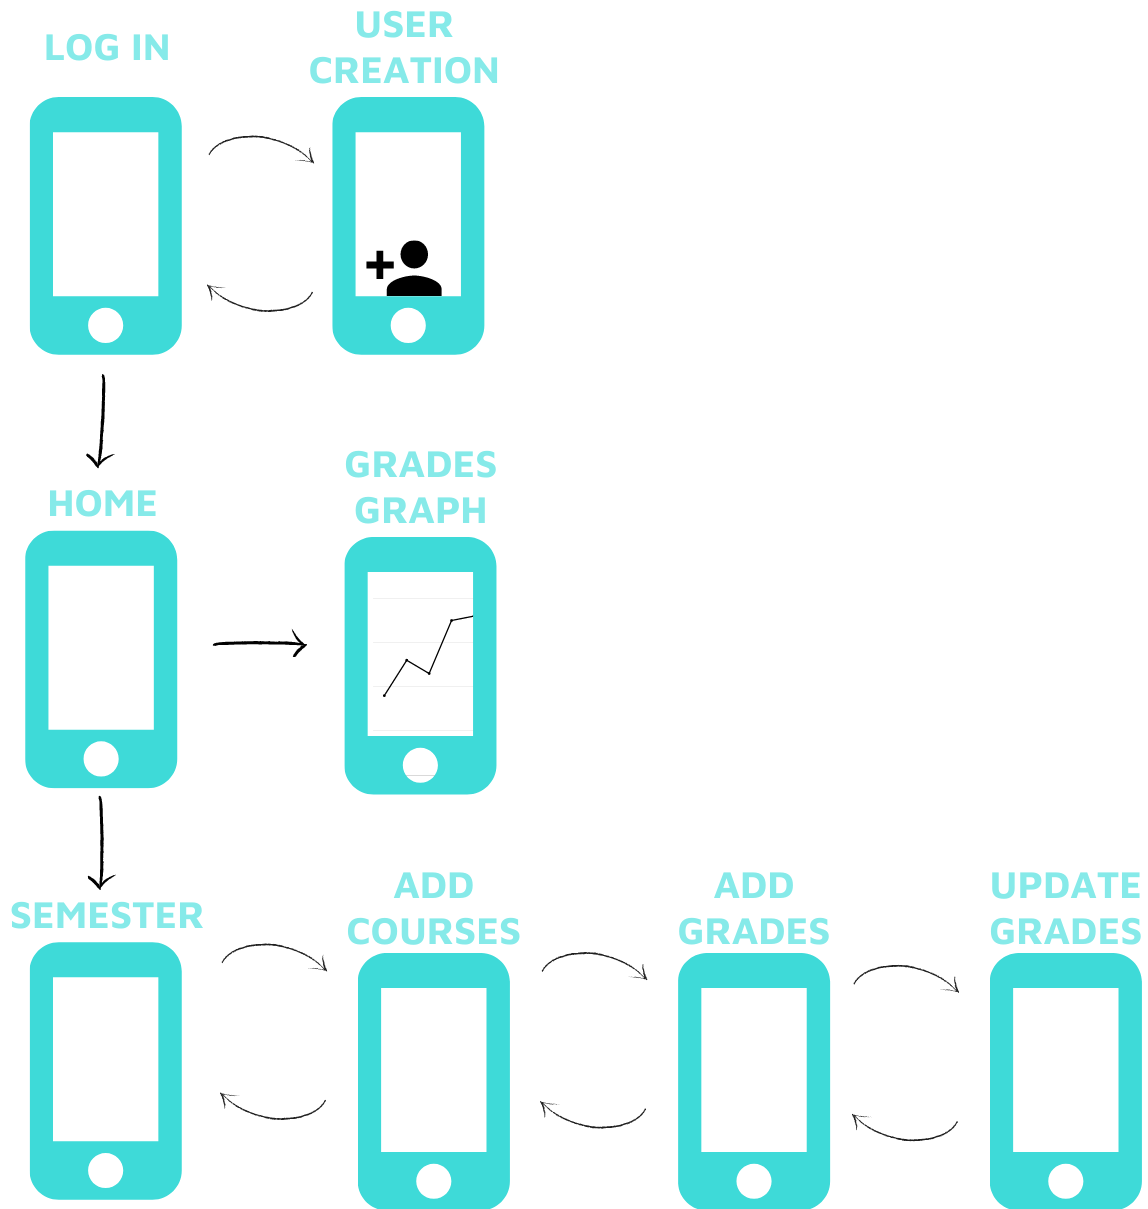 LOG IN
USER
CREATION
HOME
GRADES
GRAPH
SEMESTER
ADD
COURSES
ADD
GRADES
UPDATE
GRADES